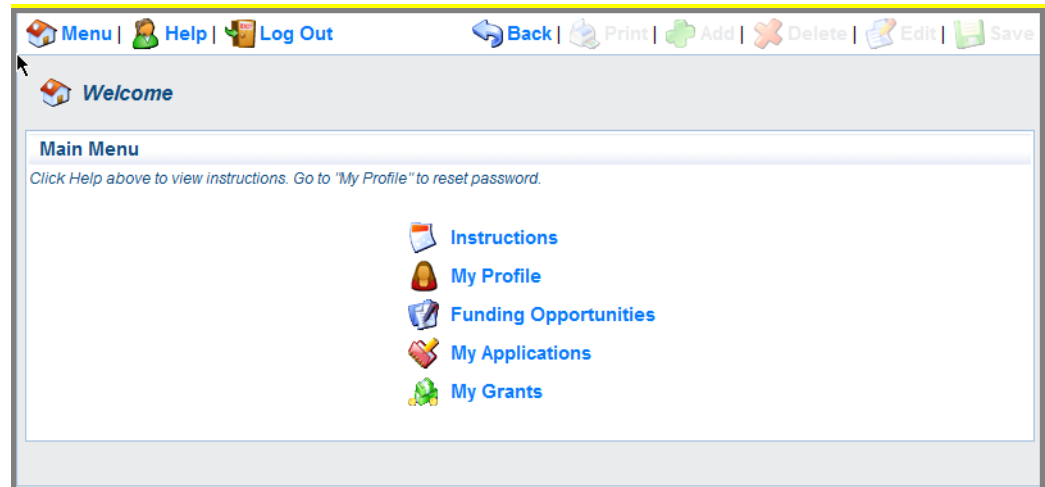 Menu | Help | Log Out Back | Print | Add | Delete | Edit | Save
Welcome
Main Menu
Click Help above to view instructions. Go to "My Profile" to reset password.
Instructions
My Profile
Funding Opportunities
My Applications
My Grants